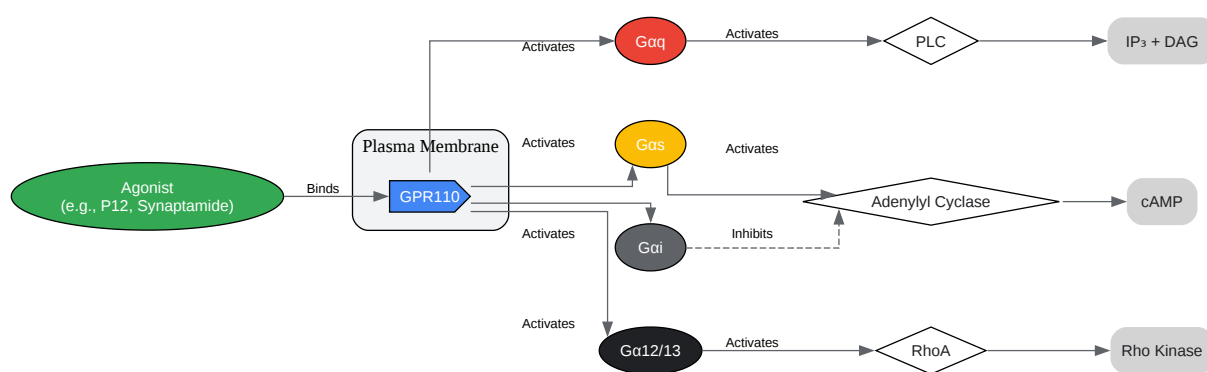 Activates
Gαq
Activates
PLC
IP₃ + DAG
Plasma Membrane
Activates
Gαs
Activates
Agonist
(e.g., P12, Synaptamide)
Binds
GPR110
Adenylyl Cyclase
cAMP
Activates
Gαi
Inhibits
Activates
Gα12/13
Activates
RhoA
Rho Kinase